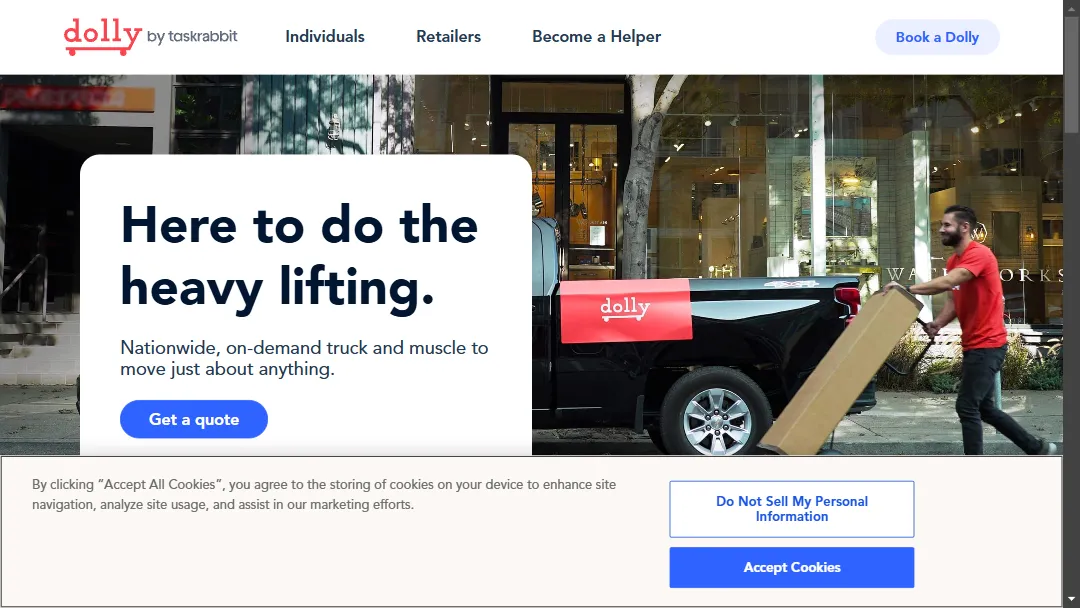 dolly by taskrabbit
Individuals
Retailers
Become a Helper
Book a Dolly
Here to do the
heavy lifting.
Nationwide, on-demand truck and muscle to
move just about anything.
Get a quote
dolly
By clicking “Accept All Cookies”, you agree to the storing of cookies on your device to enhance site
navigation, analyze site usage, and assist in our marketing efforts.
Do Not Sell My Personal
Information
Accept Cookies